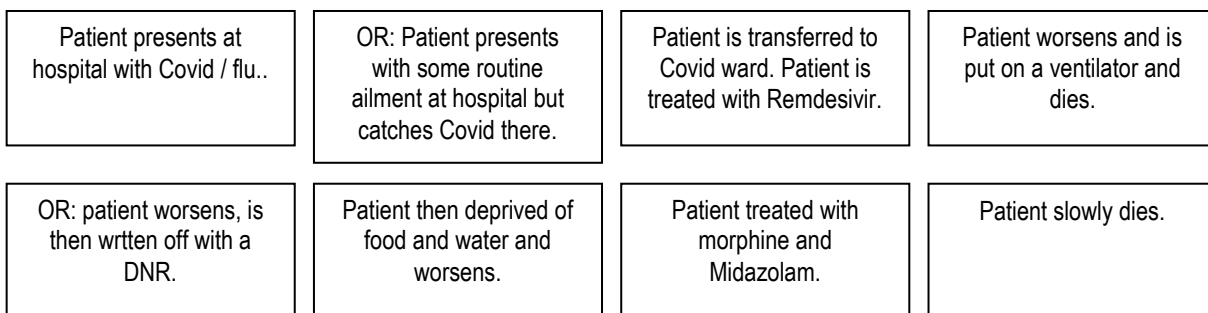 Patient presents at
hospital with Covid / flu..
OR: Patient presents
with some routine
ailment at hospital but
catches Covid there.
Patient is transferred to
Covid ward. Patient is
treated with Remdesivir.
Patient worsens and is
put on a ventilator and
dies.
OR: patient worsens, is
then wrtten off with a
DNR.
Patient then deprived of
food and water and
worsens.
Patient treated with
morphine and
Midazolam.
Patient slowly dies.